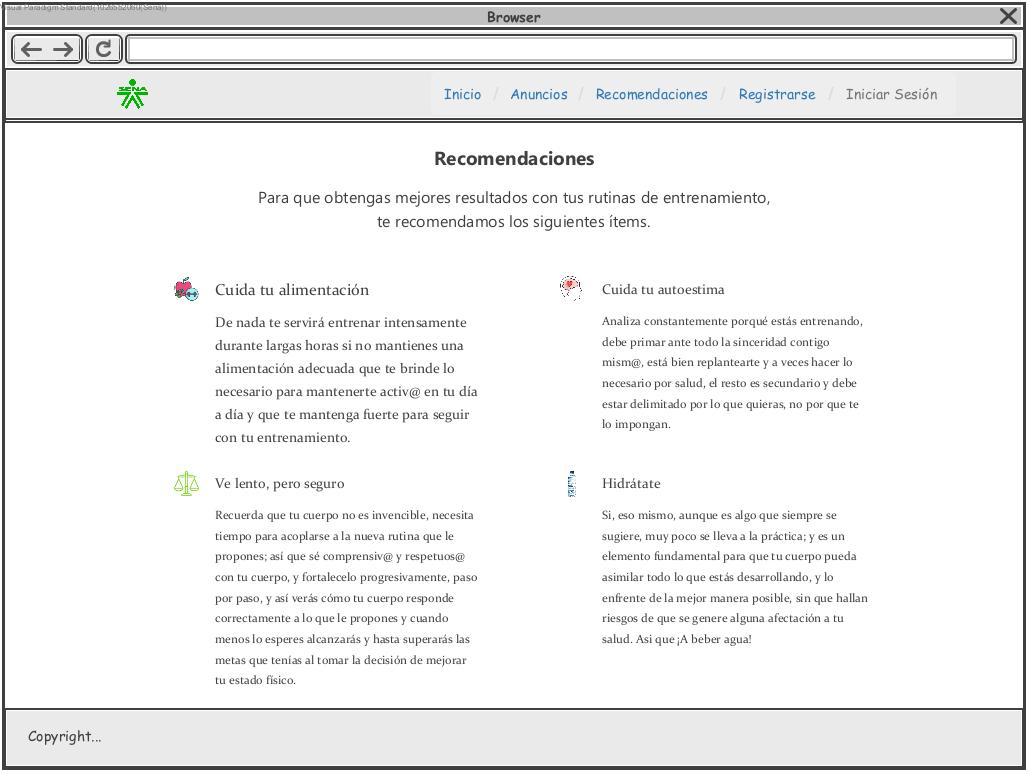 Visual Paradigm Standard(1026552060(Sena))
Browser
SENA
Inicio / Anuncios / Recomendaciones / Registrarse / Iniciar Sesión
Recomendaciones
Para que obtengas mejores resultados con tus rutinas de entrenamiento,
te recomendamos los siguientes ítems.
Cuida tu alimentación
De nada te servirá entrenar intensamente
durante largas horas si no mantienes una
alimentación adecuada que te brinde lo
necesario para mantenerte activ@ en tu día
a día y que te mantenga fuerte para seguir
con tu entrenamiento.
Cuida tu autoestima
Analiza constantemente porqué estás entrenando,
debe primar ante todo la sinceridad contigo
mism@, está bien replantearte y a veces hacer lo
necesario por salud, el resto es secundario y debe
estar delimitado por lo que quieras, no por que te
lo impongan.
Ve lento, pero seguro
Recuerda que tu cuerpo no es invencible, necesita
tiempo para acoplarse a la nueva rutina que le
propones; así que sé comprensiv@ y respetuos@
con tu cuerpo, y fortalecelo progresivamente, paso
por paso, y así verás cómo tu cuerpo responde
correctamente a lo que le propones y cuando
menos lo esperes alcanzarás y hasta superarás las
metas que tenías al tomar la decisión de mejorar
tu estado físico.
Hidrátate
Si, eso mismo, aunque es algo que siempre se
sugiere, muy poco se lleva a la práctica; y es un
elemento fundamental para que tu cuerpo pueda
asimilar todo lo que estás desarrollando, y lo
enfrente de la mejor manera posible, sin que hallan
riesgos de que se genere alguna afectación a tu
salud. Asi que ¡A beber agua!
Copyright...